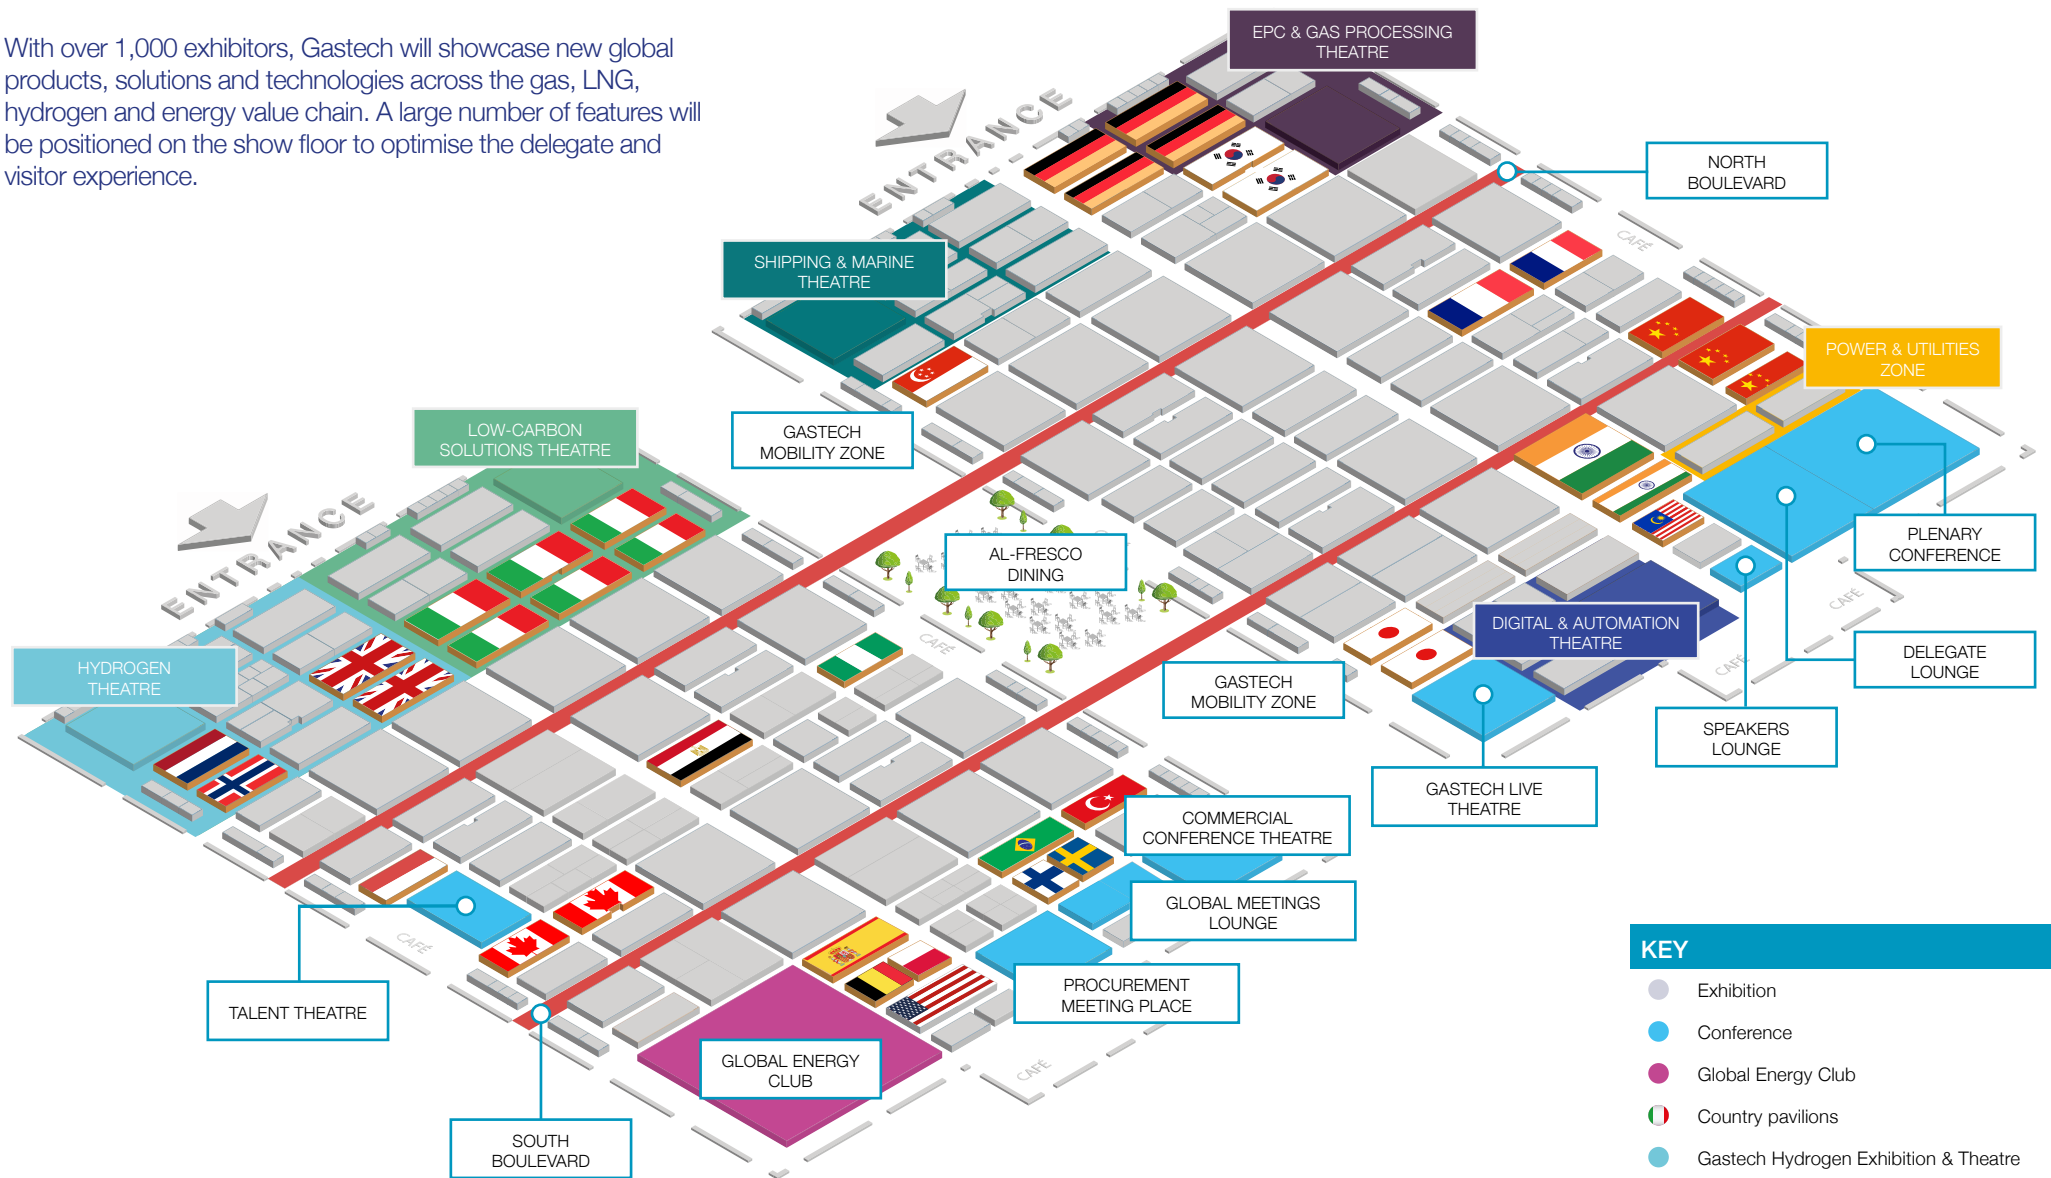 With over 1,000 exhibitors, Gastech will showcase new global
products, solutions and technologies across the gas, LNG,
hydrogen and energy value chain. A large number of features will
be positioned on the show floor to optimise the delegate and
visitor experience.
EPC & GAS PROCESSING
THEATRE
ENTRANCE
NORTH
BOULEVARD
CAFÉ
SHIPPING & MARINE
THEATRE
POWER & UTILITIES
ZONE
GASTECH
MOBILITY ZONE
LOW-CARBON
SOLUTIONS THEATRE
ENTRANCE
AL-FRESCO
DINING
PLENARY
CONFERENCE
CAFÉ
DIGITAL & AUTOMATION
THEATRE
CAFÉ
CAFÉ
DELEGATE
LOUNGE
HYDROGEN
THEATRE
GASTECH
MOBILITY ZONE
SPEAKERS
LOUNGE
GASTECH LIVE
THEATRE
COMMERCIAL
CONFERENCE THEATRE
GLOBAL MEETINGS
LOUNGE
CAFÉ
PROCUREMENT
MEETING PLACE
TALENT THEATRE
GLOBAL ENERGY
CLUB
CAFÉ
SOUTH
BOULEVARD
KEY
Exhibition
Conference
Global Energy Club
Country pavilions
Gastech Hydrogen Exhibition & Theatre